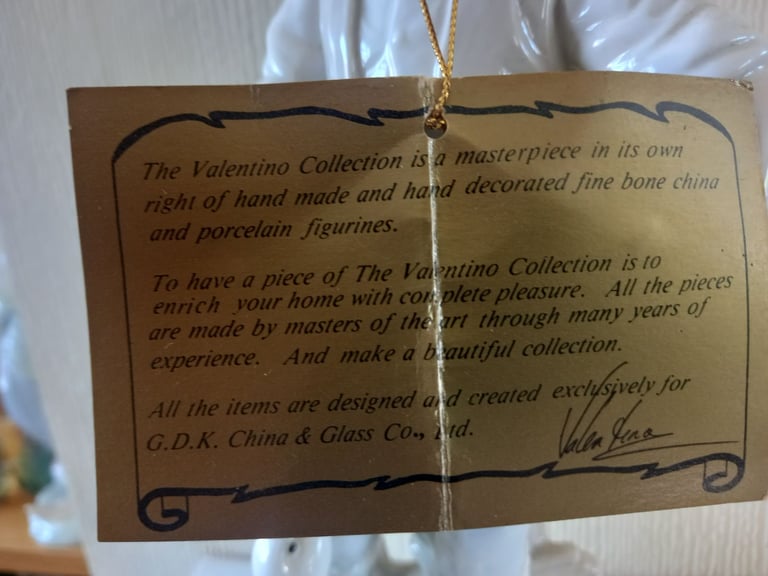 The Valentino Collection is a masterpiece in its own
right of hand made and hand decorated fine bone china
and porcelain figurines.
To have a piece of The Valentino Collection is to
enrich your home with complete pleasure. All the pieces
are made by masters of the art through many years of
experience. And make a beautiful collection.
All the items are designed and created exclusively for
G.D.K. China & Glass Co., Ltd.
Valentino